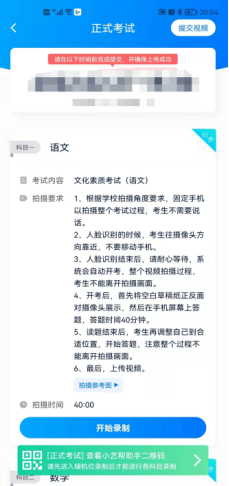 20:04
正式考试
提交视频
请在以下时间前完成提交，并确保上传成功
必考
科目一
语文
考试内容
文化素质考试（语文）
拍摄要求
1、根据学校拍摄角度要求，固定手机
以拍摄整个考试过程，考生不需要说
话。
2、人脸识别的时候，考生往摄像头方
向靠近，不要移动手机。
3、人脸识别结束后，请耐心等待，系
统会自动开考，整个视频拍摄过程，
考生不能离开拍摄画面。
4、开考后，首先将空白草稿纸正反面
对摄像头展示，然后在手机屏幕上答
题，答题时间40分钟。
5、读题结束后，考生再调整自己到合
适位置，开始答题，注意整个过程不
能离开拍摄画面。
6、最后，上传视频。
拍摄参考图
拍摄时间
40:00
开始录制
[正式考试] 查看小艺帮助手二维码
请先进入辅机位录制后才能进行各科目录制
科目二
数学